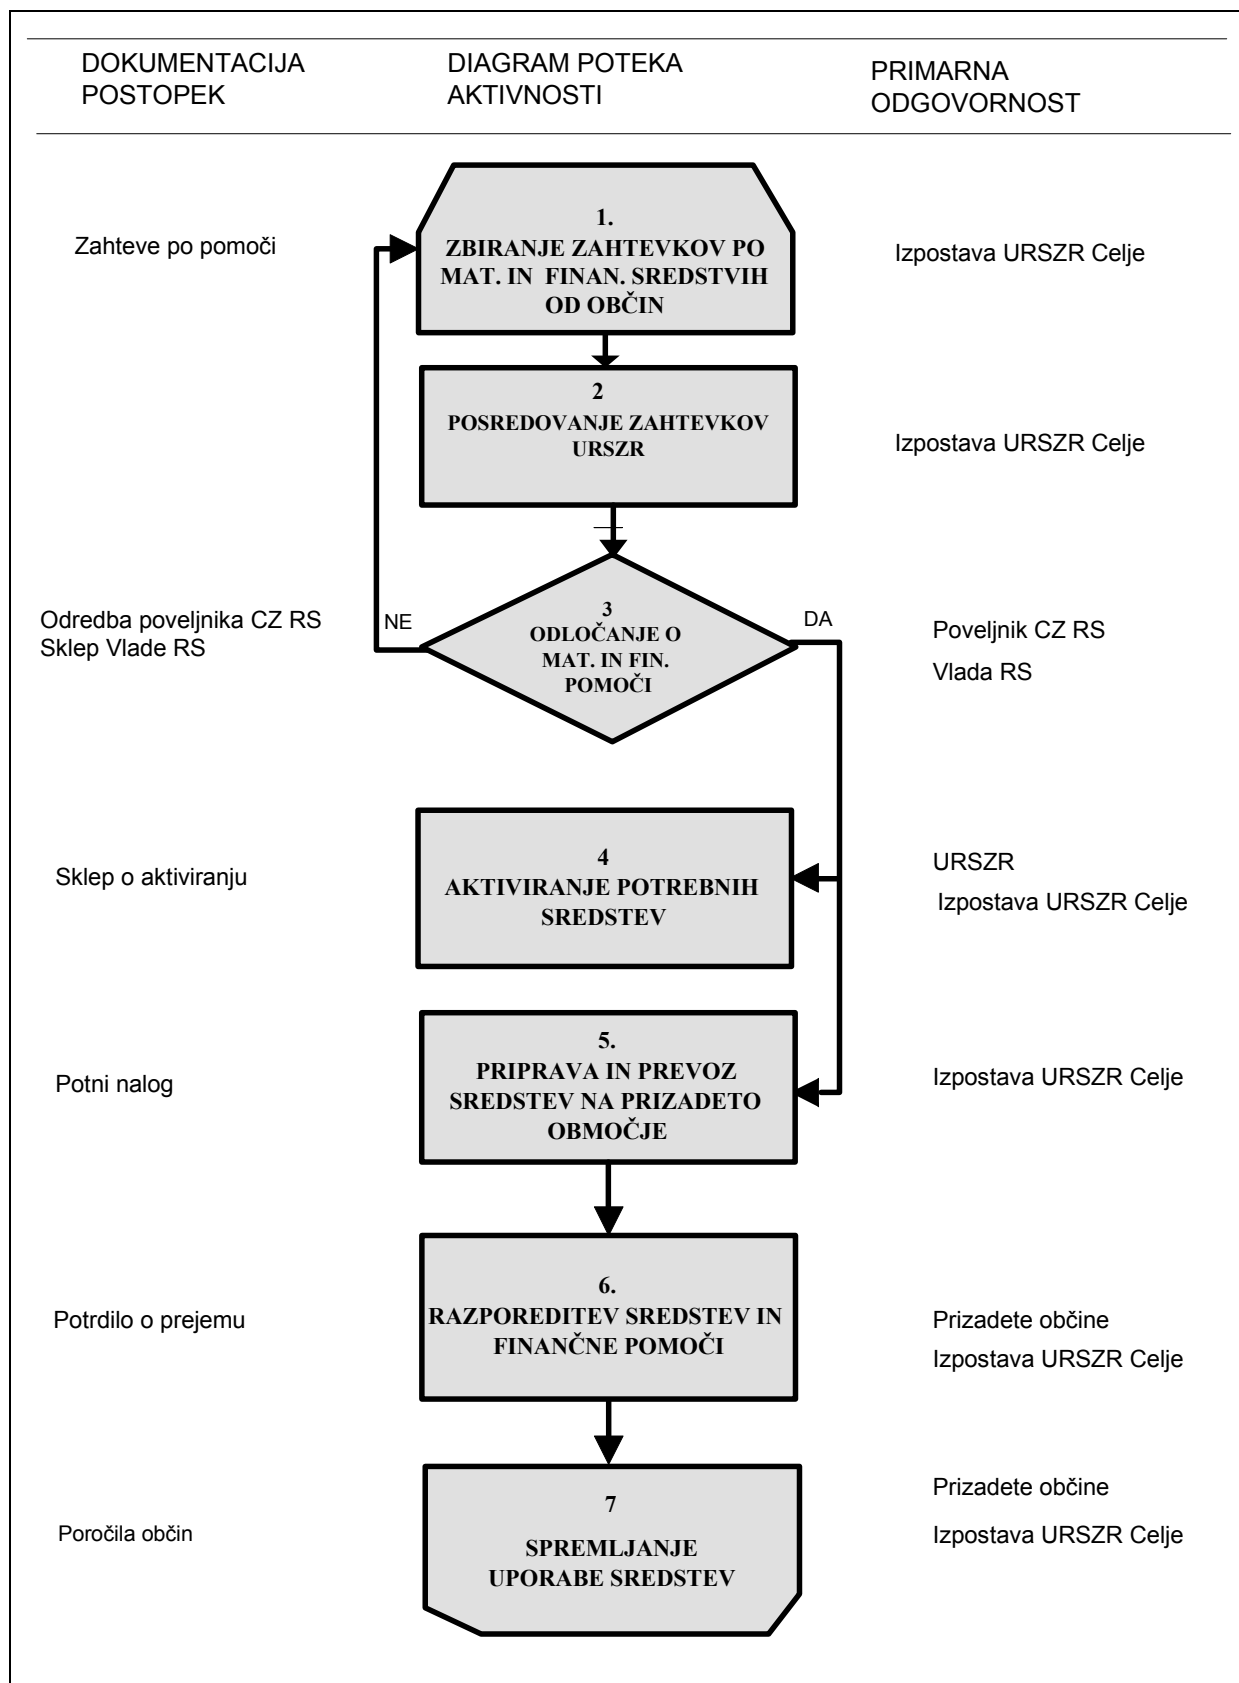 DOKUMENTACIJA
POSTOPEK
DIAGRAM POTEKA
AKTIVNOSTI
PRIMARNA
ODGOVORNOST
Zahteve po pomoči
1.
ZBIRANJE ZAHTEVKOV PO
MAT. IN FINAN. SREDSTVIH
OD OBČIN
Izpostava URSZR Celje
2
POSREDOVANJE ZAHTEVKOV
URSZR
Izpostava URSZR Celje
Odredba poveljnika CZ RS
Sklep Vlade RS
NE
3
ODLOČANJE O
MAT. IN FIN.
POMOČI
DA
Poveljnik CZ RS
Vlada RS
Sklep o aktiviranju
4
AKTIVIRANJE POTREBNIH
SREDSTEV
URSZR
Izpostava URSZR Celje
Potni nalog
5.
PRIPRAVA IN PREVOZ
SREDSTEV NA PRIZADETO
OBMOČJE
Izpostava URSZR Celje
Potrdilo o prejemu
6.
RAZPOREDITEV SREDSTEV IN
FINANČNE POMOČI
Prizadete občine
Izpostava URSZR Celje
Poročila občin
7
SPREMLJANJE
UPORABE SREDSTEV
Prizadete občine
Izpostava URSZR Celje